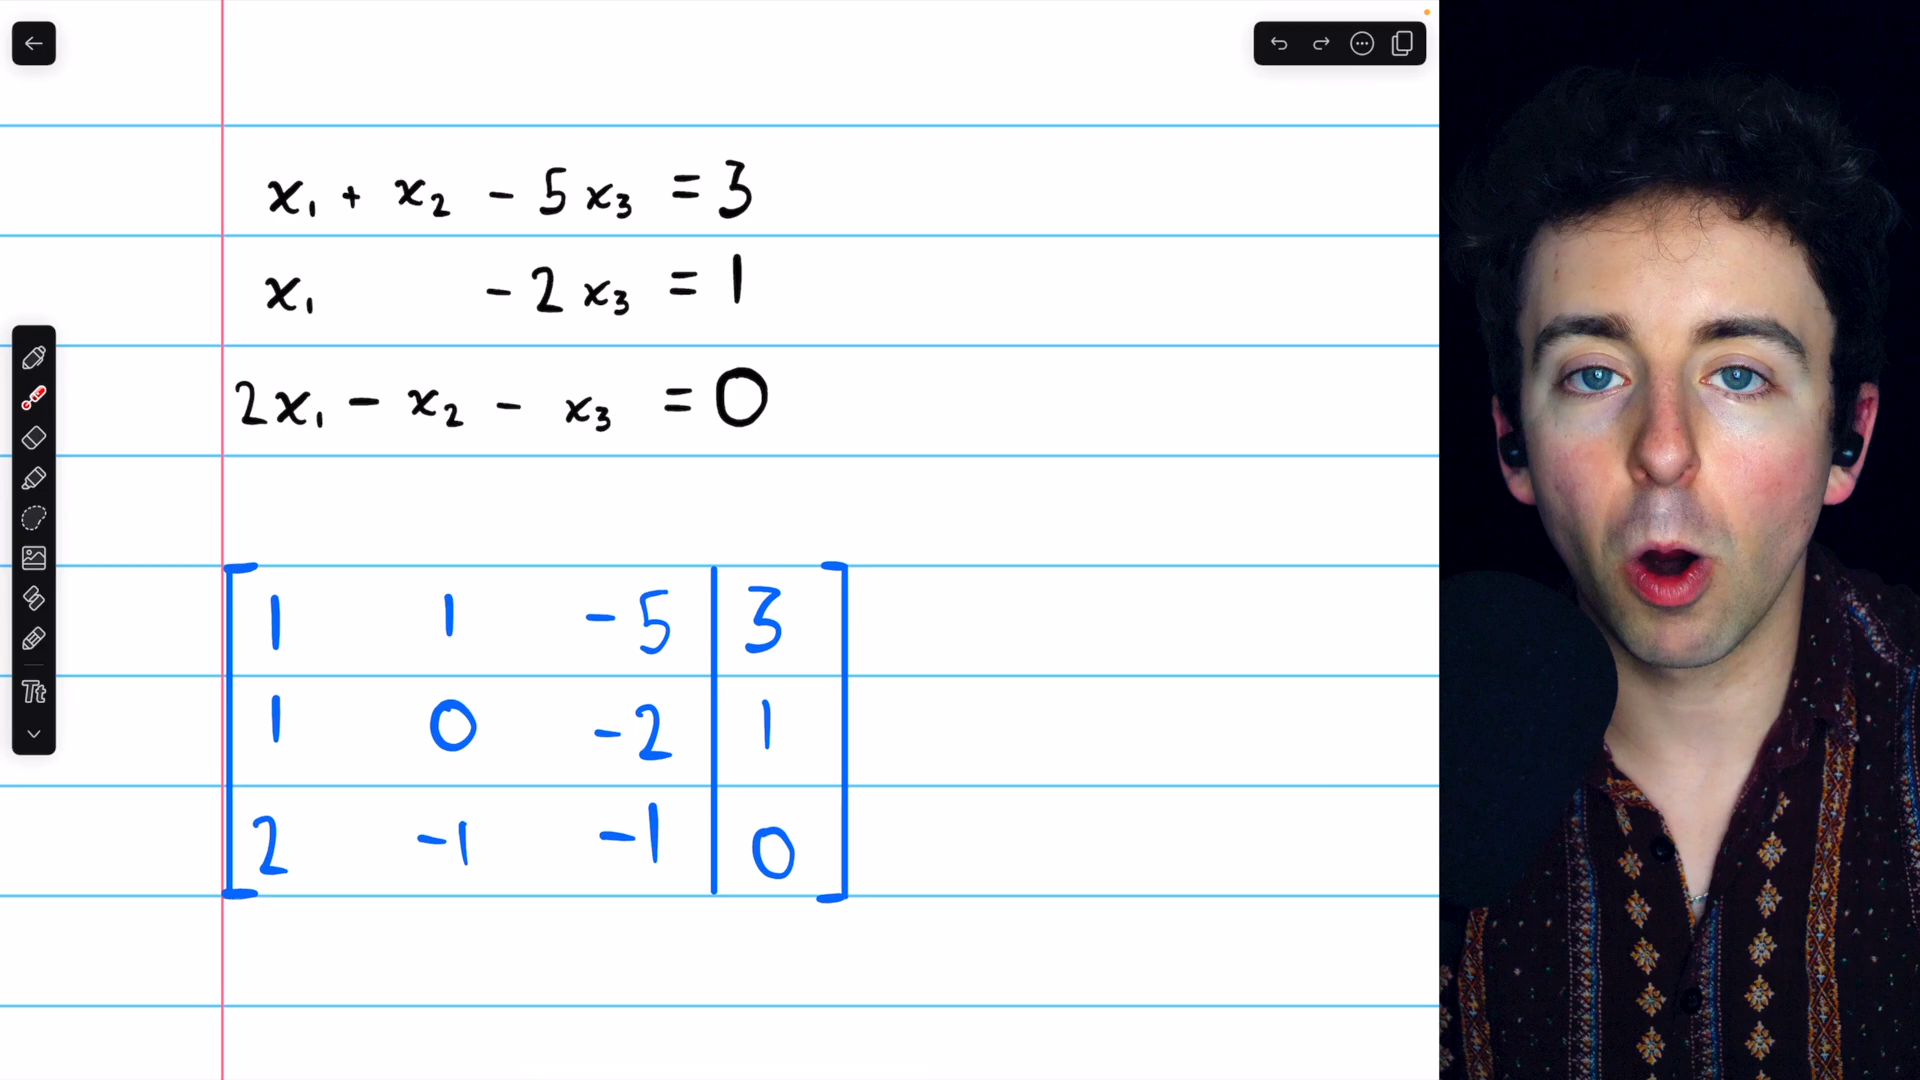 x₁ + x₂ - 5x₃ = 3
x₁ - 2x₃ = 1
2x₁ - x₂ - x₃ = 0
1 1 -5 3
1 0 -2 1
2 -1 -1 0
Tt